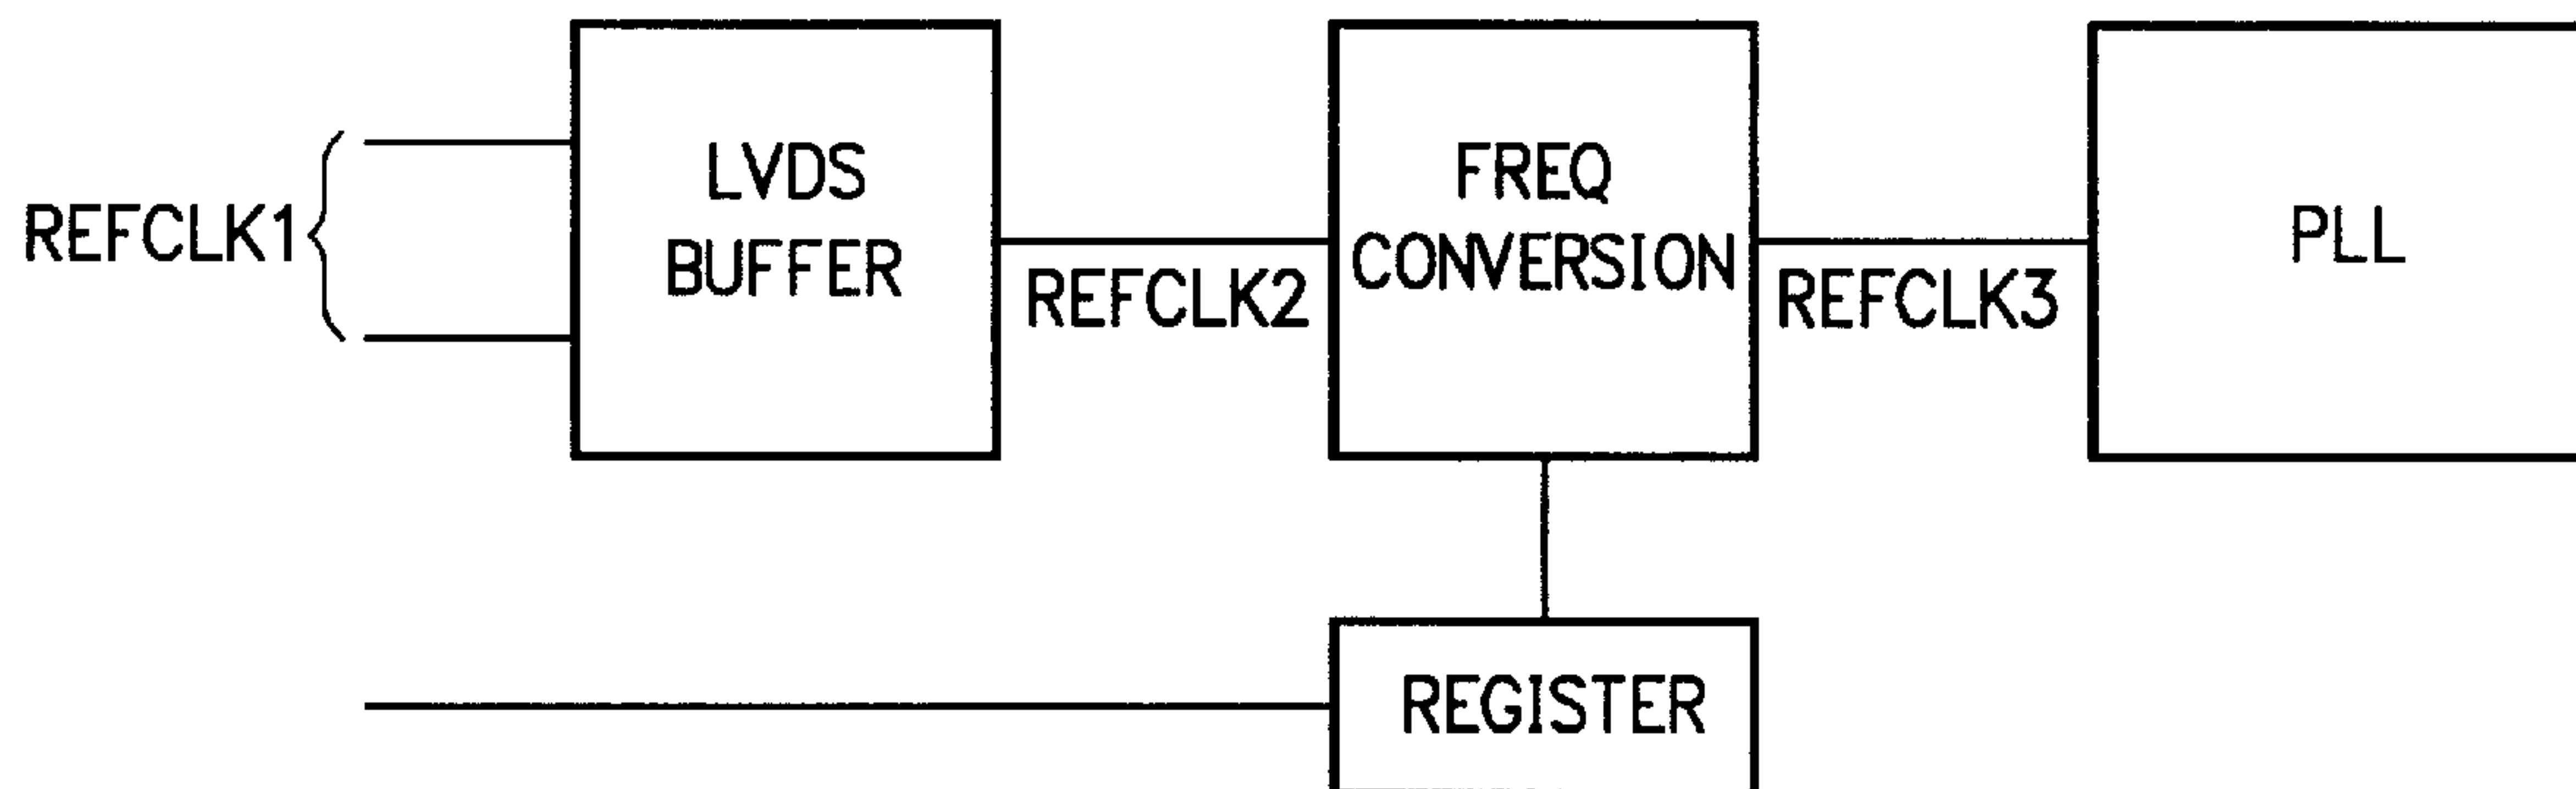 REFCLK1
LVDS
BUFFER
REFCLK2
FREQ
CONVERSION
REFCLK3
PLL
REGISTER